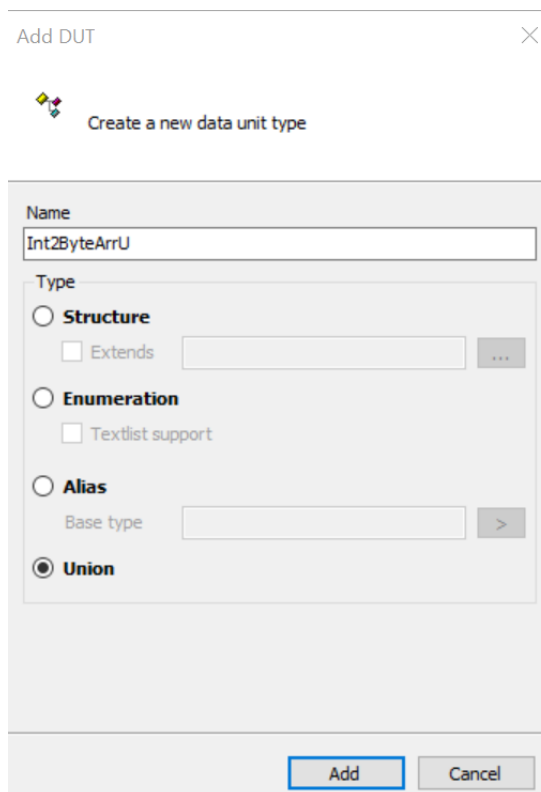 Add DUT
Create a new data unit type
Name
Int2ByteArrU
Type
Structure
Extends
...
Enumeration
Textlist support
Alias
Base type
>
Union
Add
Cancel